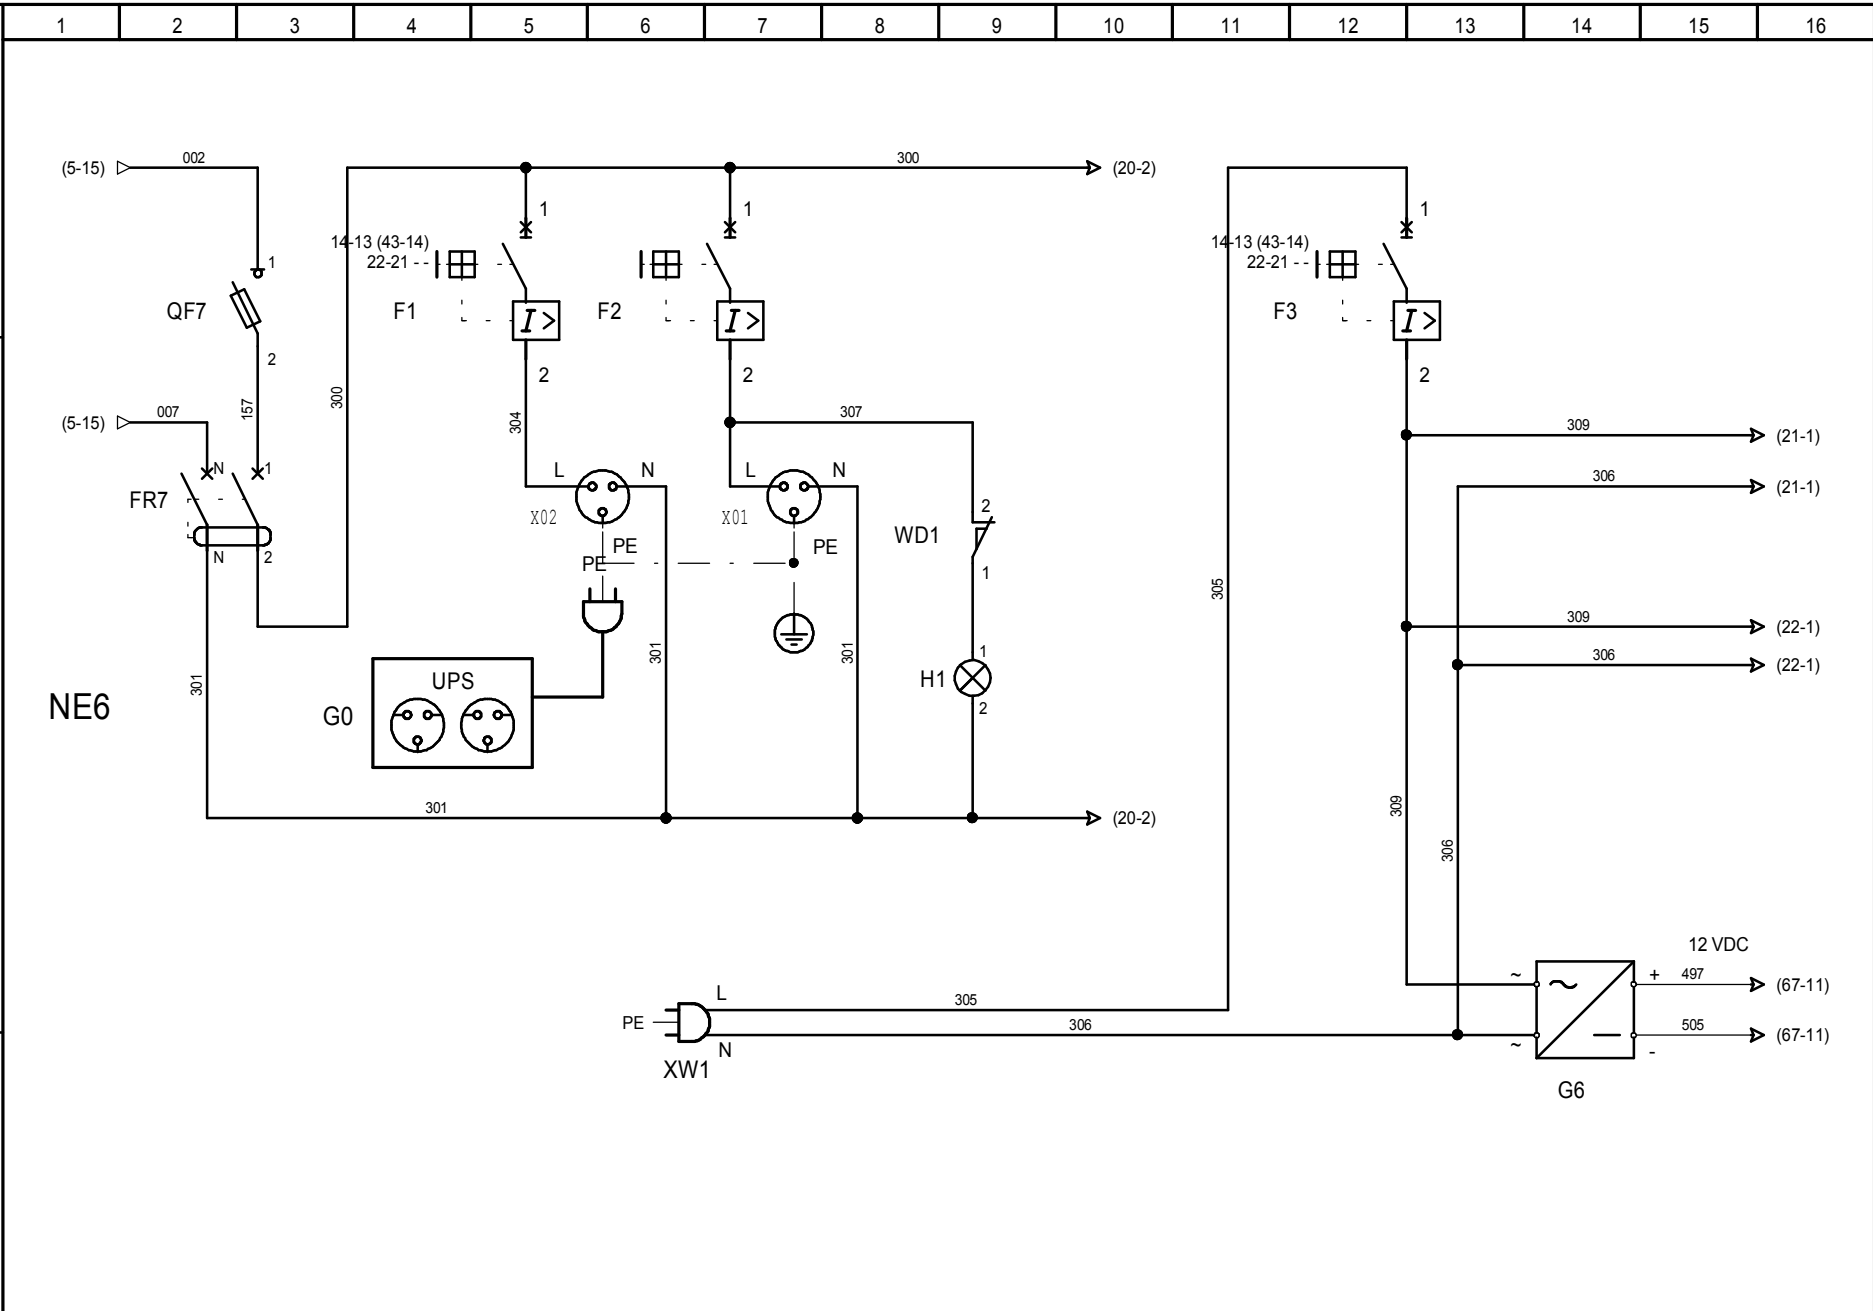 1 2 3 4 5 6 7 8 9 10 11 12 13 14 15 16
(5-15) 002 300 (20-2)
1 1 1
14-13 (43-14) 14-13 (43-14)
22-21 22-21
1
QF7 F1 I> F2 I> F3 I>
2
2 2 2
157 300 304
(5-15) 007 307 309 (21-1)
N 1 L N L N 306 (21-1)
FR7 X02 X01 2
WD1
N 2 PE PE 1
PE
305
309 (22-1)
301 301 301 1 306 (22-1)
UPS H1
NE6 G0 2
301 (20-2)
309 306
12 VDC
L 305 ~ + 497 (67-11)
PE 306 505 (67-11)
N ~ -
XW1 G6